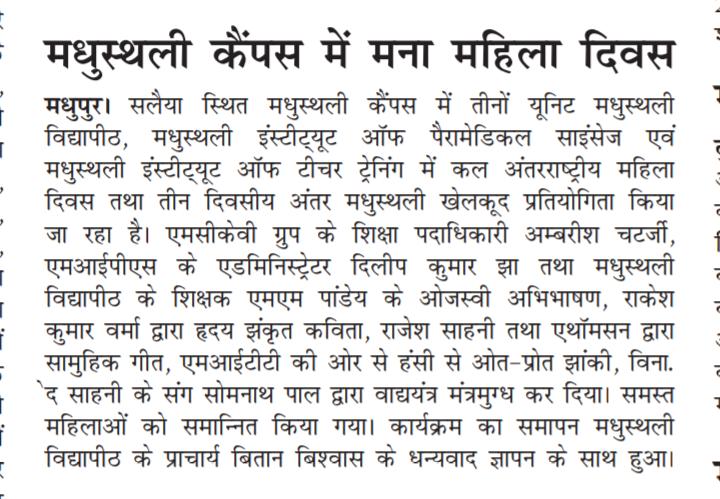 मधुस्थली कैंपस में मना महिला दिवस
मधुपुर। सलैया स्थित मधुस्थली कैंपस में तीनों यूनिट मधुस्थली
विद्यापीठ, मधुस्थली इंस्टीट्यूट ऑफ पैरामेडिकल साइंसेज एवं
मधुस्थली इंस्टीट्यूट ऑफ टीचर ट्रेनिंग में कल अंतरराष्ट्रीय महिला
दिवस तथा तीन दिवसीय अंतर मधुस्थली खेलकूद प्रतियोगिता किया
जा रहा है। एमसीकेवी ग्रुप के शिक्षा पदाधिकारी अम्बरीश चटर्जी,
एमआईपीएस के एडमिनिस्ट्रेटर दिलीप कुमार झा तथा मधुस्थली
विद्यापीठ के शिक्षक एमएम पांडेय के ओजस्वी अभिभाषण, राकेश
कुमार वर्मा द्वारा हृदय झंकृत कविता, राजेश साहनी तथा एथॉमसन द्वारा
सामुहिक गीत, एमआईटीटी की ओर से हंसी से ओत-प्रोत झांकी, विना.
ेद साहनी के संग सोमनाथ पाल द्वारा वाद्ययंत्र मंत्रमुग्ध कर दिया। समस्त
महिलाओं को समान्नित किया गया। कार्यक्रम का समापन मधुस्थली
विद्यापीठ के प्राचार्य बितान बिश्वास के धन्यवाद ज्ञापन के साथ हुआ।